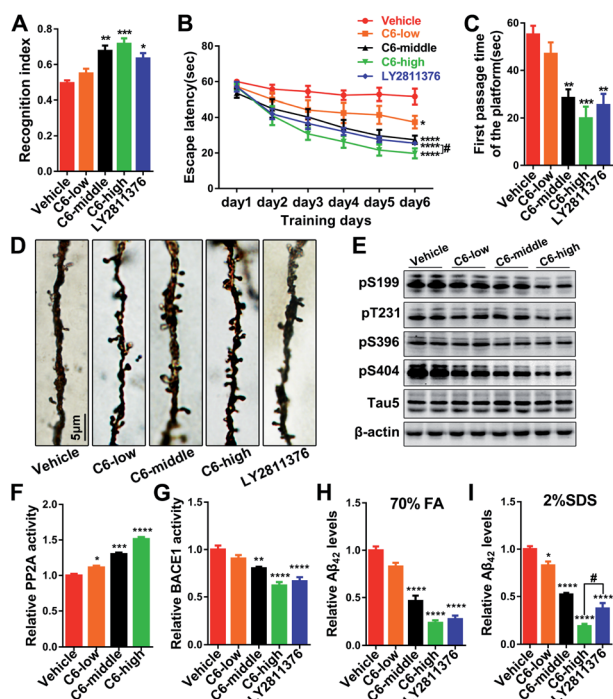 A
Recognition index
0.8
0.6
0.4
0.2
0.0
**
***
*
Vehicle
C6-low
C6-middle
C6-high
LY2811376
B
Escape latency(sec)
80
60
40
20
0
day1 day2 day3 day4 day5 day6
Training days
Vehicle
C6-low
C6-middle
C6-high
LY2811376
*
****
****
****
#
C
First passage time
of the platform(sec)
60
40
20
0
**
***
**
Vehicle
C6-low
C6-middle
C6-high
LY2811376
D
5μm
Vehicle
C6-low
C6-middle
C6-high
LY2811376
E
Vehicle C6-low C6-middle C6-high
pS199
pT231
pS396
pS404
Tau5
β-actin
F
Relative PP2A activity
2.0
1.5
1.0
0.5
0.0
*
***
****
Vehicle
C6-low
C6-middle
C6-high
G
Relative BACE1 activity
1.5
1.0
0.5
0.0
**
****
****
Vehicle
C6-low
C6-middle
C6-high
LY2811376
H
70% FA
Relative Aβ42 levels
1.5
1.0
0.5
0.0
****
****
****
Vehicle
C6-low
C6-middle
C6-high
LY2811376
I
2%SDS
Relative Aβ42 levels
1.5
1.0
0.5
0.0
*
****
****
#
****
Vehicle
C6-low
C6-middle
C6-high
LY2811376